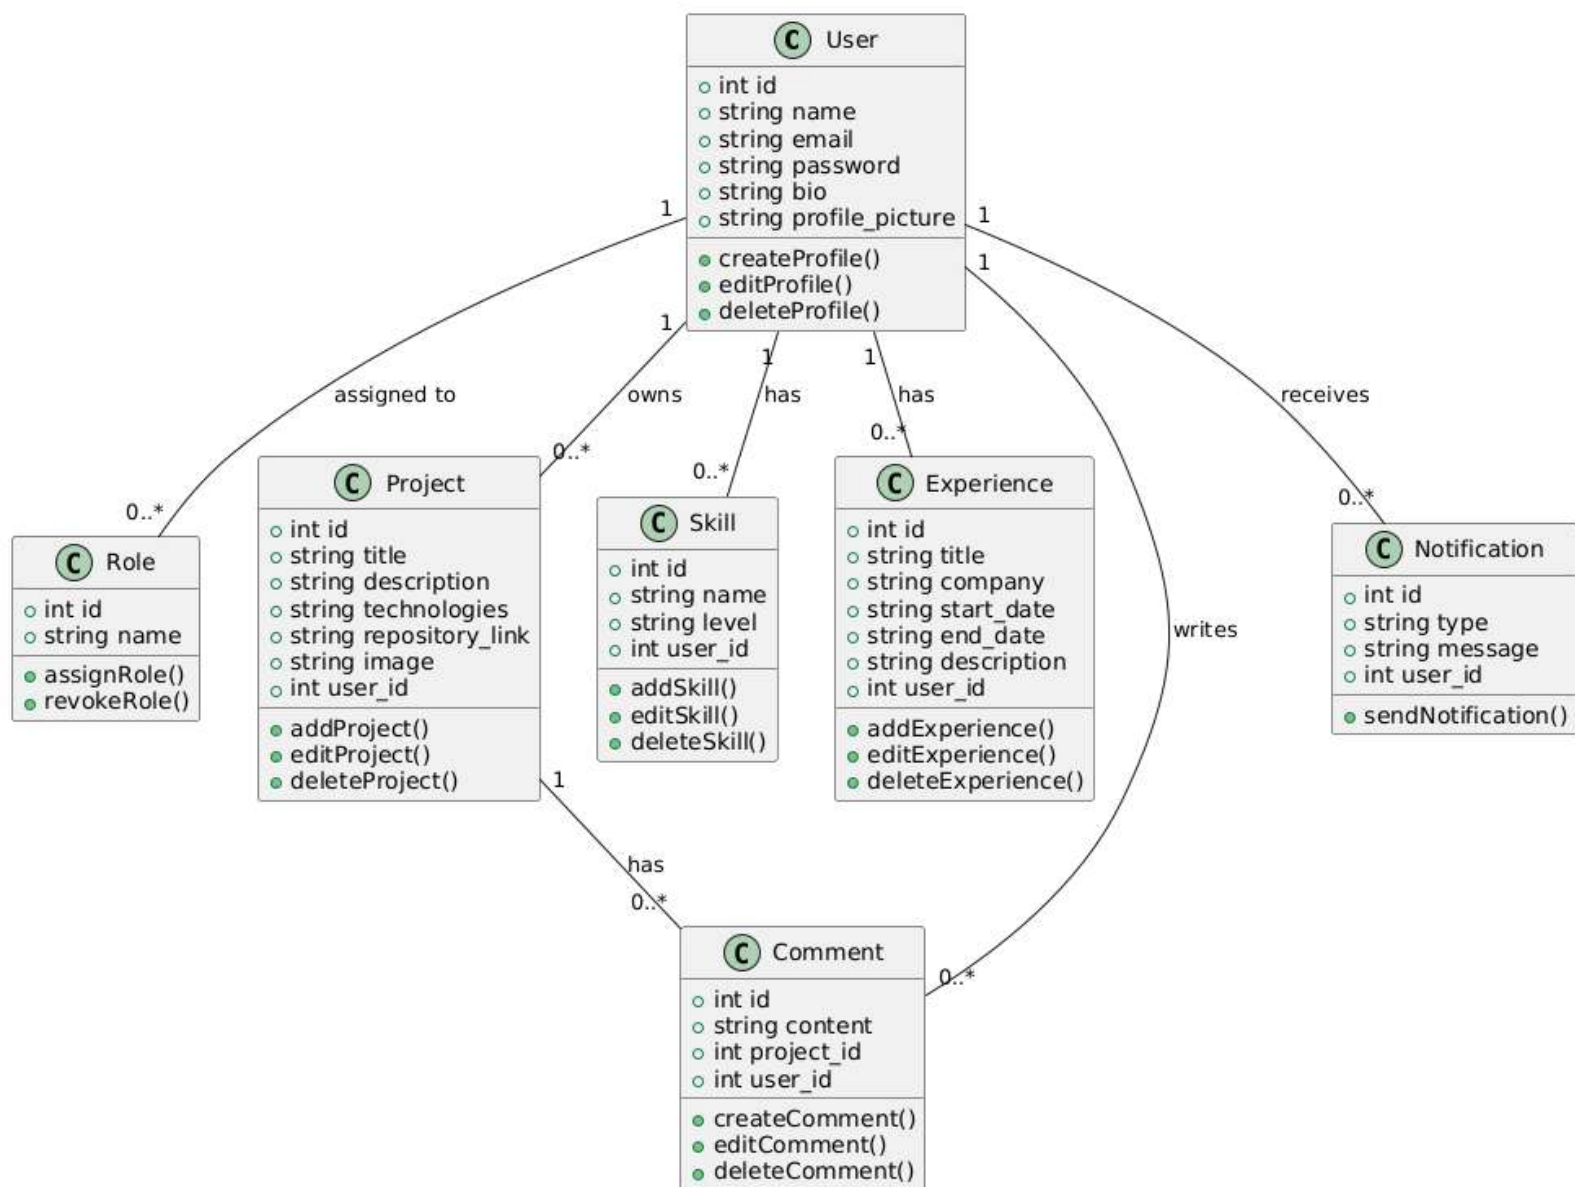 C User
int id
string name
string email
string password
string bio
string profile_picture
createProfile()
editProfile()
deleteProfile()
1
1
1
1
1
1
assigned to
owns
has
has
receives
writes
0..*
0..*
0..*
0..*
0..*
C Role
int id
string name
assignRole()
revokeRole()
C Project
int id
string title
string description
string technologies
string repository_link
string image
int user_id
addProject()
editProject()
deleteProject()
C Skill
int id
string name
string level
int user_id
addSkill()
editSkill()
deleteSkill()
C Experience
int id
string title
string company
string start_date
string end_date
string description
int user_id
addExperience()
editExperience()
deleteExperience()
C Notification
int id
string type
string message
int user_id
sendNotification()
1
has
0..*
0..*
C Comment
int id
string content
int project_id
int user_id
createComment()
editComment()
deleteComment()